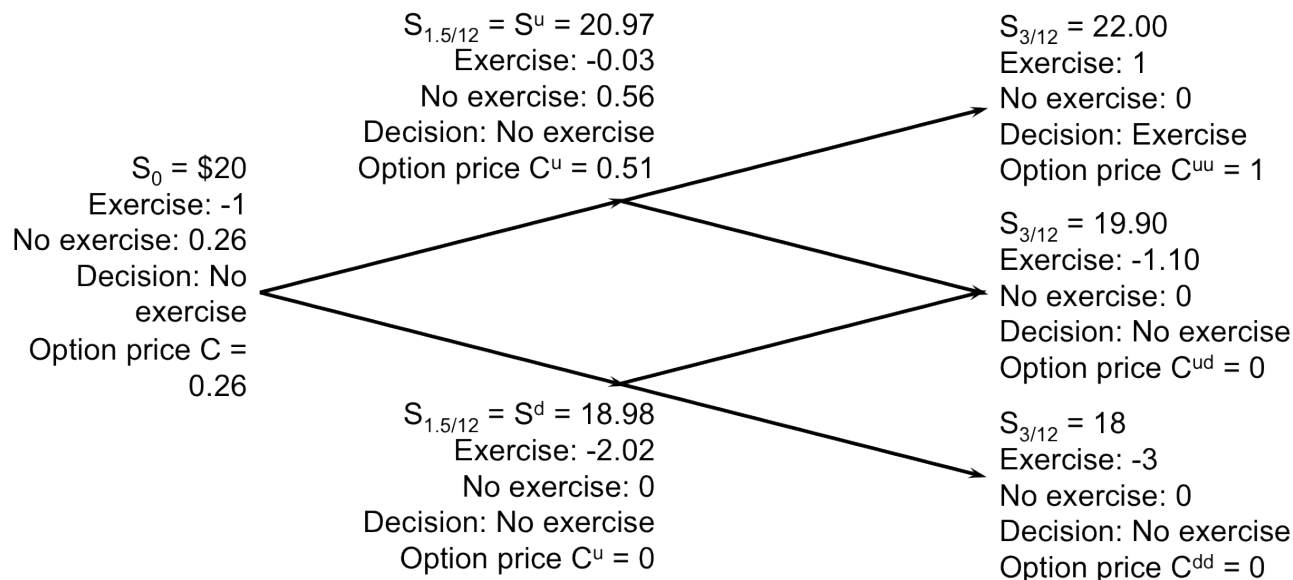 S₀ = $20
Exercise: -1
No exercise: 0.26
Decision: No
exercise
Option price C =
0.26
S₁.₅/₁₂ = Sᵘ = 20.97
Exercise: -0.03
No exercise: 0.56
Decision: No exercise
Option price Cᵘ = 0.51
S₁.₅/₁₂ = Sᵈ = 18.98
Exercise: -2.02
No exercise: 0
Decision: No exercise
Option price Cᵘ = 0
S₃/₁₂ = 22.00
Exercise: 1
No exercise: 0
Decision: Exercise
Option price Cᵘᵘ = 1
S₃/₁₂ = 19.90
Exercise: -1.10
No exercise: 0
Decision: No exercise
Option price Cᵘᵈ = 0
S₃/₁₂ = 18
Exercise: -3
No exercise: 0
Decision: No exercise
Option price Cᵈᵈ = 0